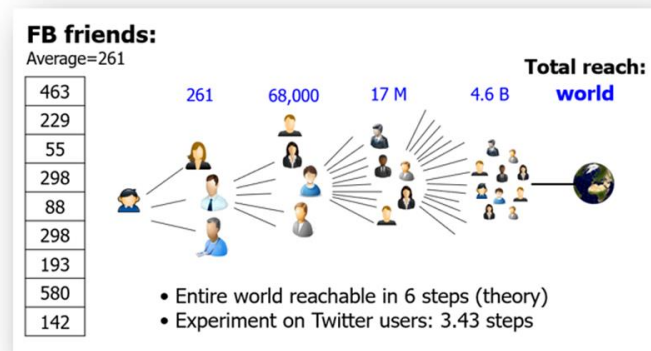 FB friends:
Average=261
463
229
55
298
88
298
193
580
142
261
68,000
17 M
4.6 B
Total reach:
world
• Entire world reachable in 6 steps (theory)
• Experiment on Twitter users: 3.43 steps